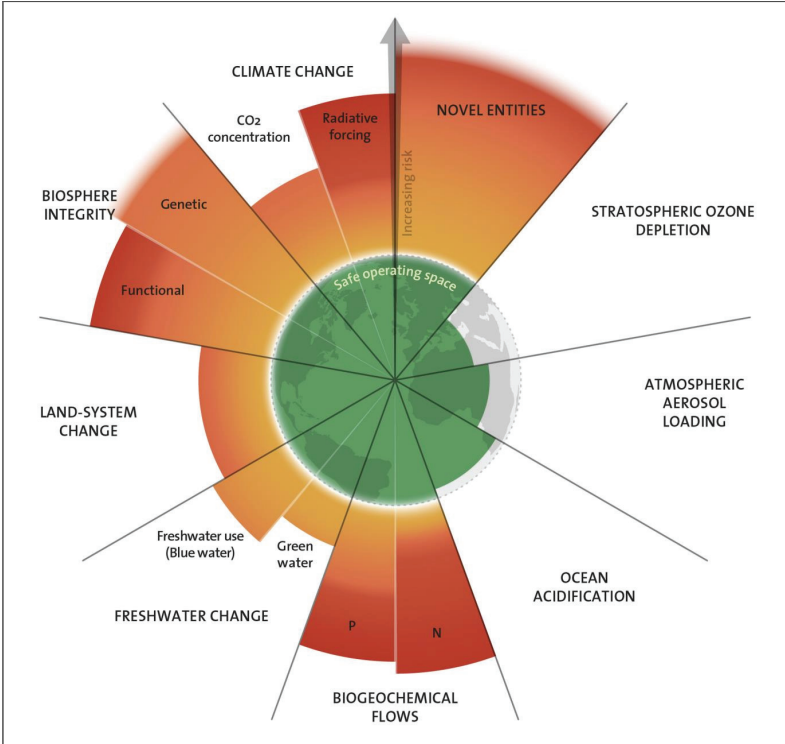 CLIMATE CHANGE
CO2
concentration
Radiative
forcing
NOVEL ENTITIES
Increasing risk
STRATOSPHERIC OZONE
DEPLETION
BIOSPHERE
INTEGRITY
Genetic
Functional
Safe operating space
ATMOSPHERIC
AEROSOL
LOADING
LAND-SYSTEM
CHANGE
Freshwater use
(Blue water)
Green
water
FRESHWATER CHANGE
P
N
OCEAN
ACIDIFICATION
BIOGEOCHEMICAL
FLOWS